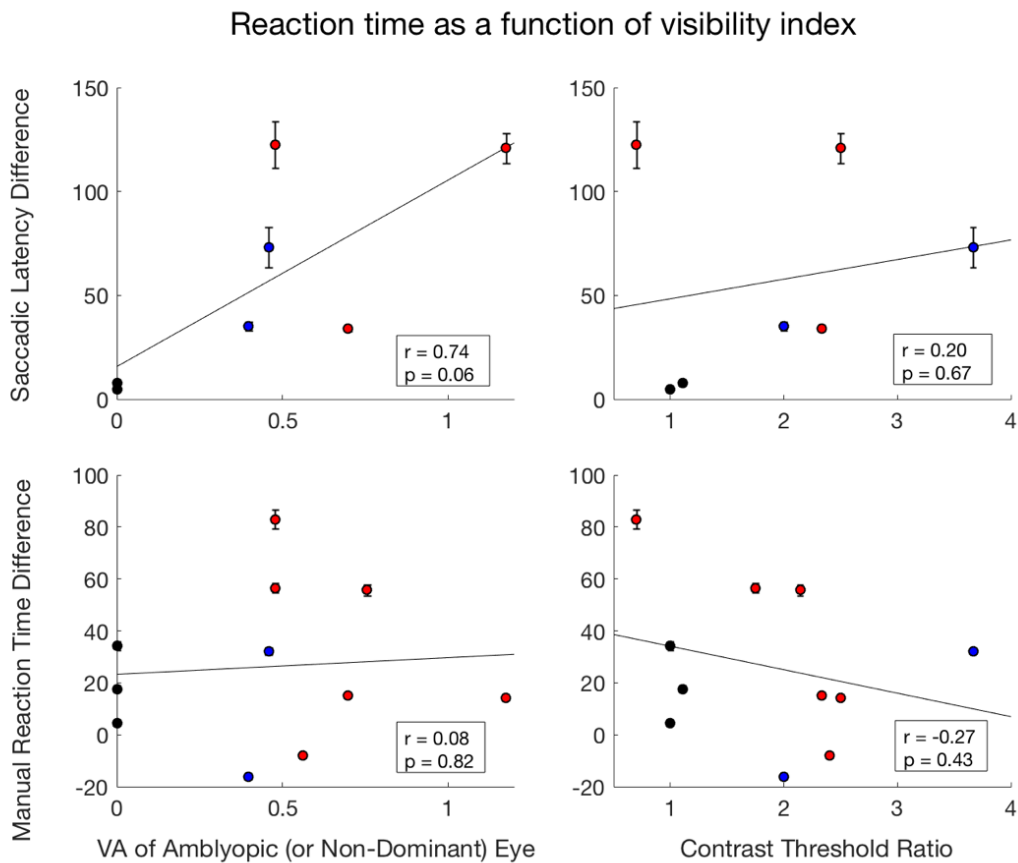 Reaction time as a function of visibility index
Saccadic Latency Difference
150
100
50
0
0
0.5
1
r = 0.74
p = 0.06
150
100
50
0
1
2
3
4
r = 0.20
p = 0.67
Manual Reaction Time Difference
100
80
60
40
20
0
-20
0
0.5
1
r = 0.08
p = 0.82
VA of Amblyopic (or Non-Dominant) Eye
100
80
60
40
20
0
-20
1
2
3
4
r = -0.27
p = 0.43
Contrast Threshold Ratio